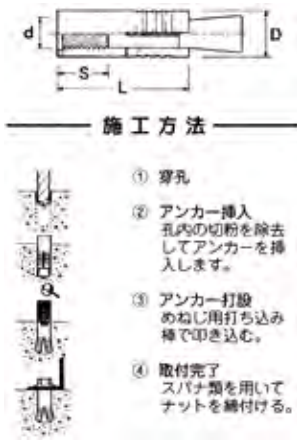 d
D
S
L
施工方法
① 穿孔
② アンカー挿入
孔内の切粉を除去
してアンカーを挿
入します。
③ アンカー打設
めねじ用打ち込み
棒で叩き込む。
④ 取付完了
スパナ類を用いて
ナットを締付ける。